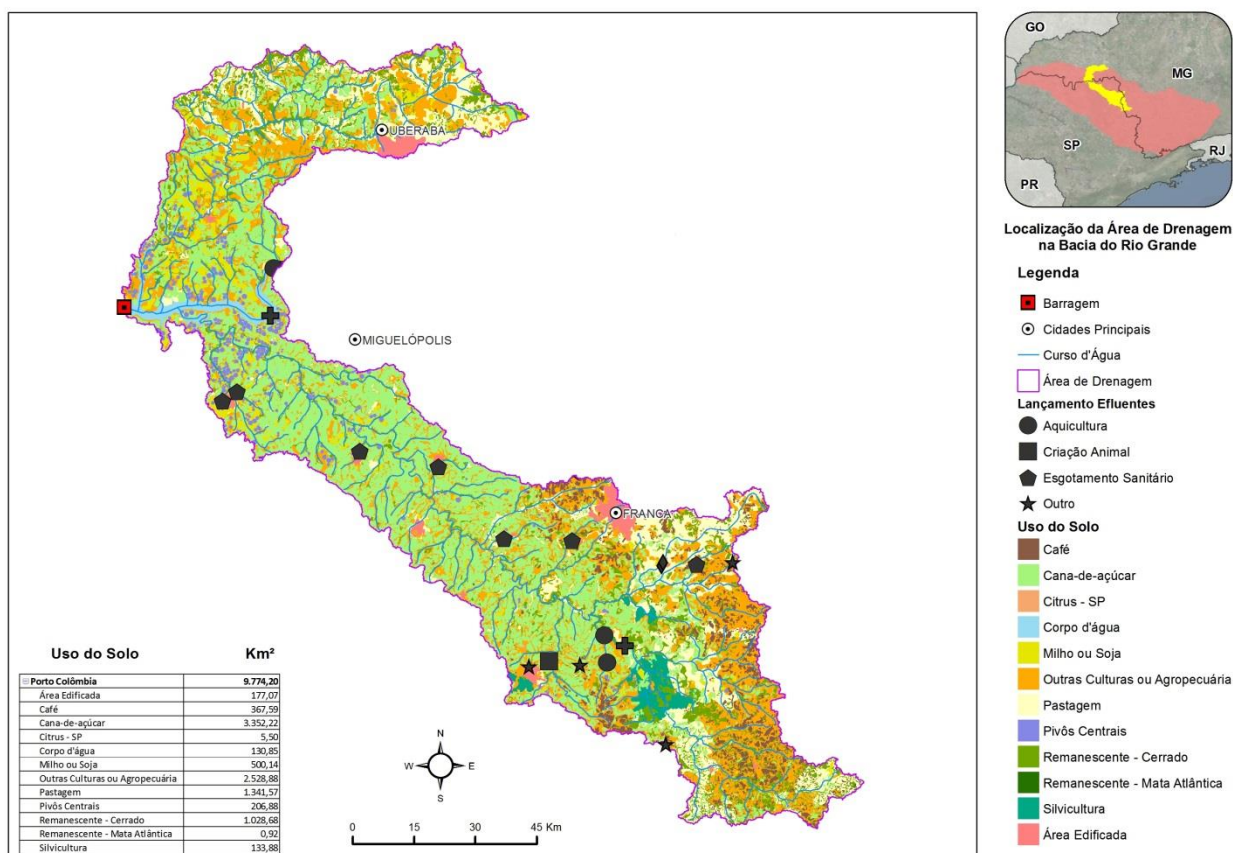 UBERABA
MIGUELÓPOLIS
FRANCA
Uso do Solo Km²
Porto Colômbia 9.774,20
Área Edificada 177,07
Café 367,59
Cana-de-açúcar 3.352,22
Citrus - SP 5,50
Corpo d'água 130,85
Milho ou Soja 500,14
Outras Culturas ou Agropecuária 2.528,88
Pastagem 1.341,57
Pivôs Centrais 206,88
Remanescente - Cerrado 1.028,68
Remanescente - Mata Atlântica 0,92
Silvicultura 133,88
N
W E
S
0 15 30 45 Km
GO
MG
SP
RJ
PR
Localização da Área de Drenagem
na Bacia do Rio Grande
Legenda
Barragem
Cidades Principais
Curso d'Água
Área de Drenagem
Lançamento Efluentes
Aquicultura
Criação Animal
Esgotamento Sanitário
Outro
Uso do Solo
Café
Cana-de-açúcar
Citrus - SP
Corpo d'água
Milho ou Soja
Outras Culturas ou Agropecuária
Pastagem
Pivôs Centrais
Remanescente - Cerrado
Remanescente - Mata Atlântica
Silvicultura
Área Edificada